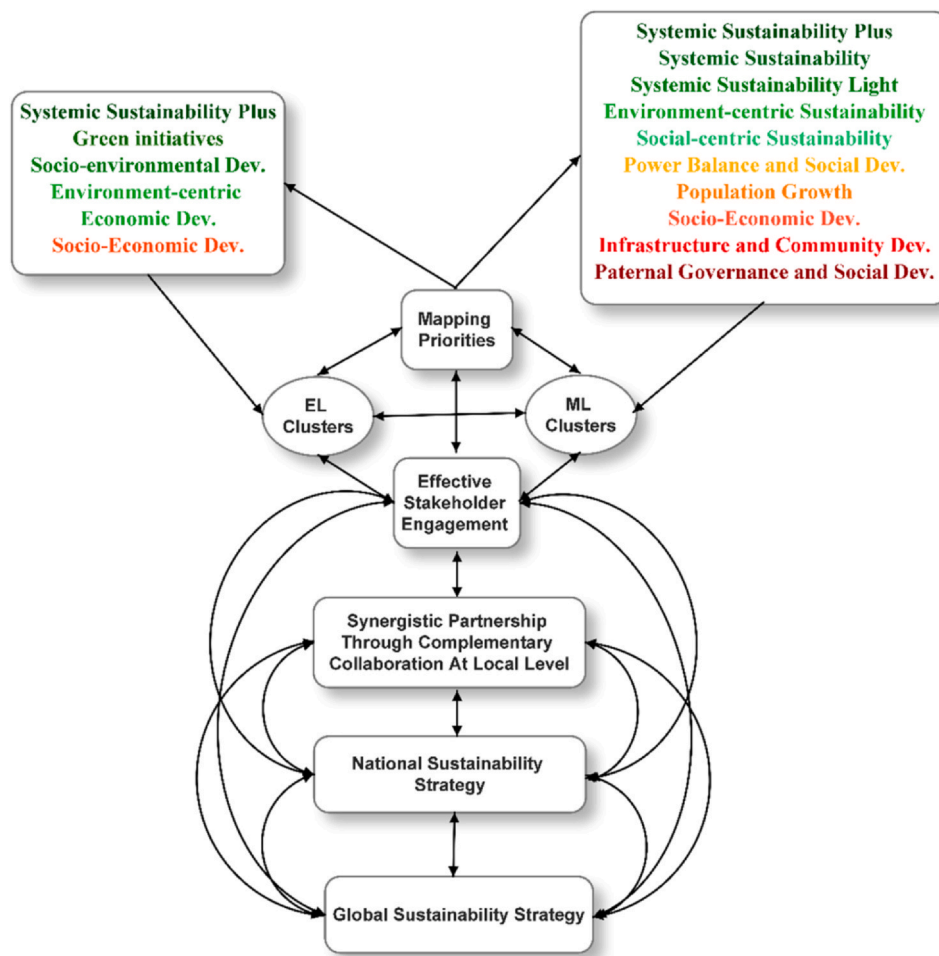 Systemic Sustainability Plus
Green initiatives
Socio-environmental Dev.
Environment-centric
Economic Dev.
Socio-Economic Dev.
Systemic Sustainability Plus
Systemic Sustainability
Systemic Sustainability Light
Environment-centric Sustainability
Social-centric Sustainability
Power Balance and Social Dev.
Population Growth
Socio-Economic Dev.
Infrastructure and Community Dev.
Paternal Governance and Social Dev.
Mapping
Priorities
EL
Clusters
ML
Clusters
Effective
Stakeholder
Engagement
Synergistic Partnership
Through Complementary
Collaboration At Local Level
National Sustainability
Strategy
Global Sustainability Strategy